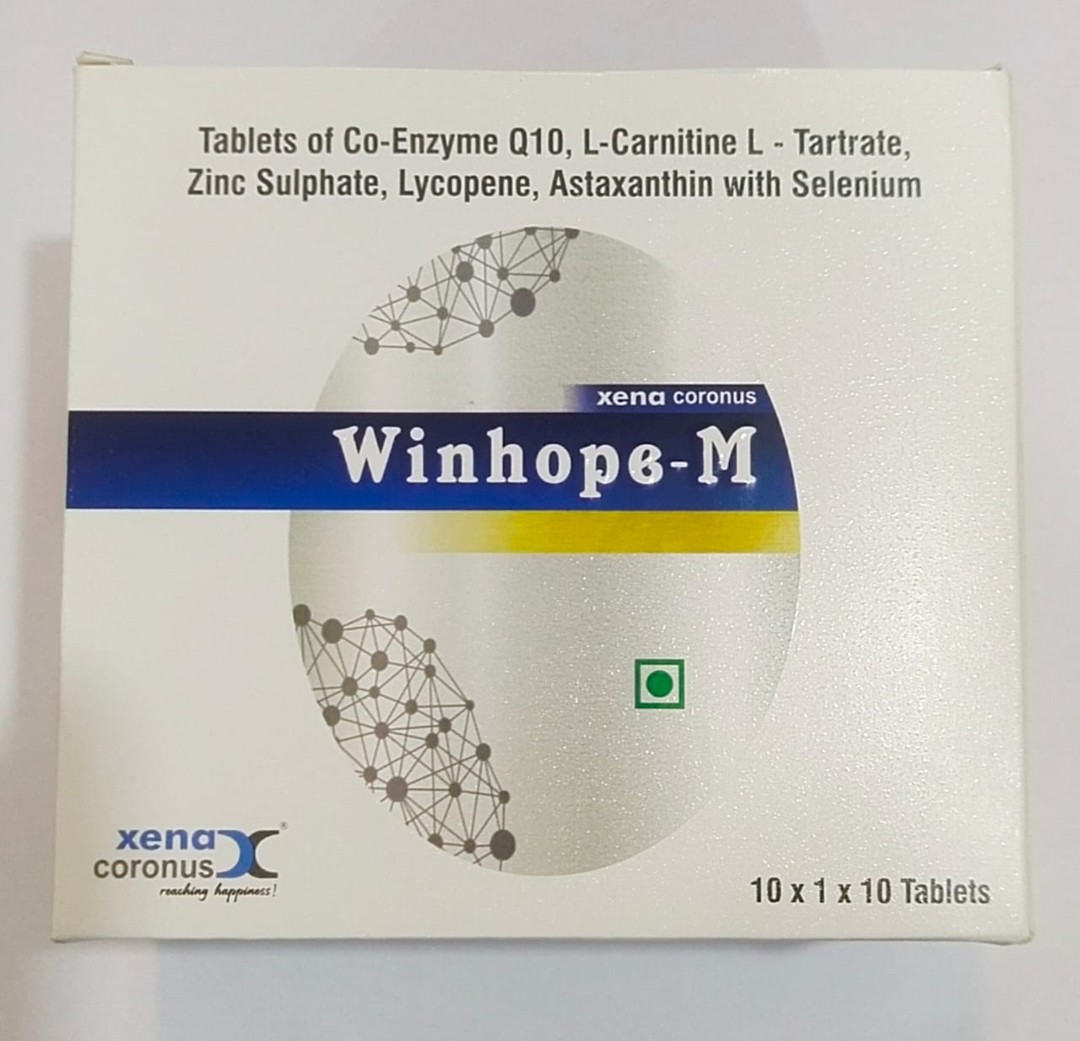 Tablets of Co-Enzyme Q10, L-Carnitine L - Tartrate,
Zinc Sulphate, Lycopene, Astaxanthin with Selenium
xena coronus
Winhope-M
xena
coronus
reaching happiness!
10 x 1 x 10 Tablets